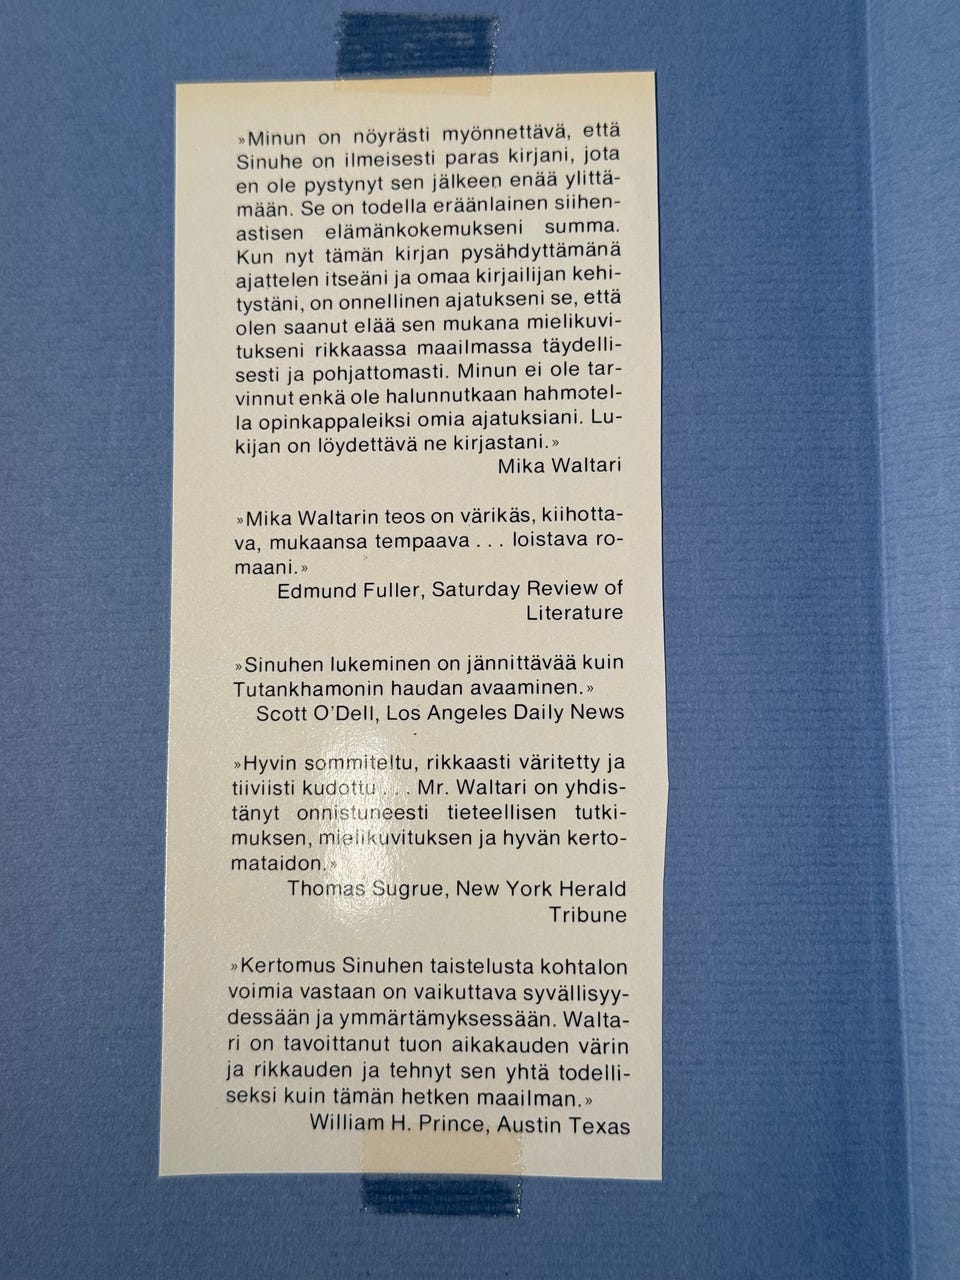 »Minun on nöyrästi myönnettävä, että
Sinuhe on ilmeisesti paras kirjani, jota
en ole pystynyt sen jälkeen enää ylittä-
mään. Se on todella eräänlainen siihen-
astisen elämänkokemukseni summa.
Kun nyt tämän kirjan pysähdyttämänä
ajattelen itseäni ja omaa kirjailijan kehi-
tystäni, on onnellinen ajatukseni se, että
olen saanut elää sen mukana mielikuvi-
tukseni rikkaassa maailmassa täydelli-
sesti ja pohjattomasti. Minun ei ole tar-
vinnut enkä ole halunnutkaan hahmotel-
la opinkappaleiksi omia ajatuksiani. Lu-
kijan on löydettävä ne kirjastani.»
Mika Waltari
»Mika Waltarin teos on värikäs, kiihotta-
va, mukaansa tempaava . . . loistava ro-
maani.»
Edmund Fuller, Saturday Review of
Literature
»Sinuhen lukeminen on jännittävää kuin
Tutankhamonin haudan avaaminen.»
Scott O'Dell, Los Angeles Daily News
»Hyvin sommiteltu, rikkaasti väritetty ja
tiiviisti kudottu . . . Mr. Waltari on yhdis-
tänyt onnistuneesti tieteellisen tutki-
muksen, mielikuvituksen ja hyvän kerto-
mataidon.»
Thomas Sugrue, New York Herald
Tribune
»Kertomus Sinuhen taistelusta kohtalon
voimia vastaan on vaikuttava syvällisyy-
dessään ja ymmärtämyksessään. Walta-
ri on tavoittanut tuon aikakauden värin
ja rikkauden ja tehnyt sen yhtä todelli-
seksi kuin tämän hetken maailman.»
William H. Prince, Austin Texas